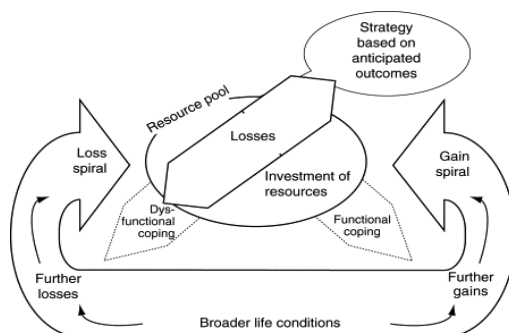 Strategy
based on
anticipated
outcomes
Resource pool
Losses
Loss
spiral
Gain
spiral
Investment of
resources
Dys-
functional
coping
Functional
coping
Further
losses
Further
gains
Broader life conditions